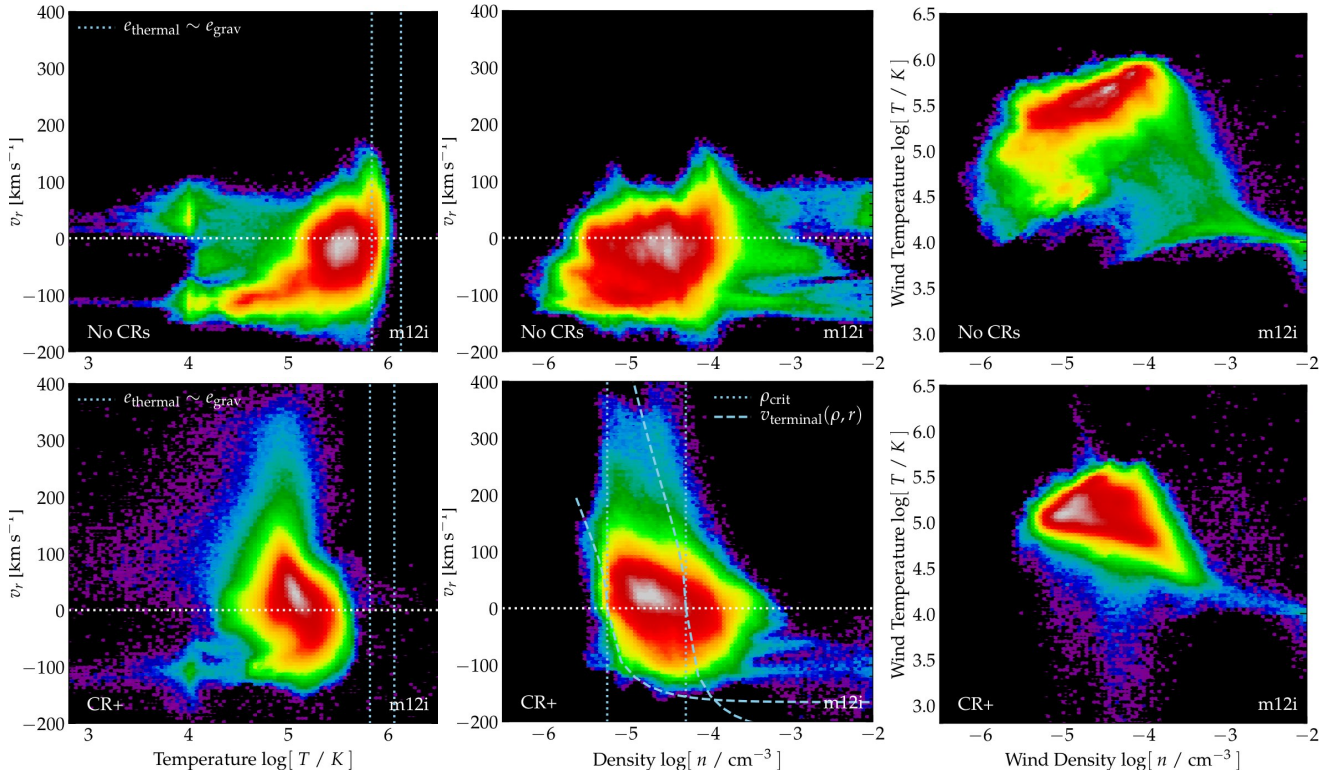 400
300
200
100
0
−100
−200
v_r [km s⁻¹]
e_thermal ∼ e_grav
No CRs
m12i
3
4
5
6
400
300
200
100
0
−100
−200
v_r [km s⁻¹]
No CRs
m12i
−6
−5
−4
−3
−2
6.5
6.0
5.5
5.0
4.5
4.0
3.5
3.0
Wind Temperature log[ T / K ]
No CRs
m12i
−6
−5
−4
−3
−2
400
300
200
100
0
−100
−200
v_r [km s⁻¹]
e_thermal ∼ e_grav
CR+
m12i
3
4
5
6
Temperature log[ T / K ]
400
300
200
100
0
−100
−200
v_r [km s⁻¹]
ρ_crit
v_terminal(ρ, r)
CR+
m12i
−6
−5
−4
−3
−2
Density log[ n / cm⁻³ ]
6.5
6.0
5.5
5.0
4.5
4.0
3.5
3.0
Wind Temperature log[ T / K ]
CR+
m12i
−6
−5
−4
−3
−2
Wind Density log[ n / cm⁻³ ]